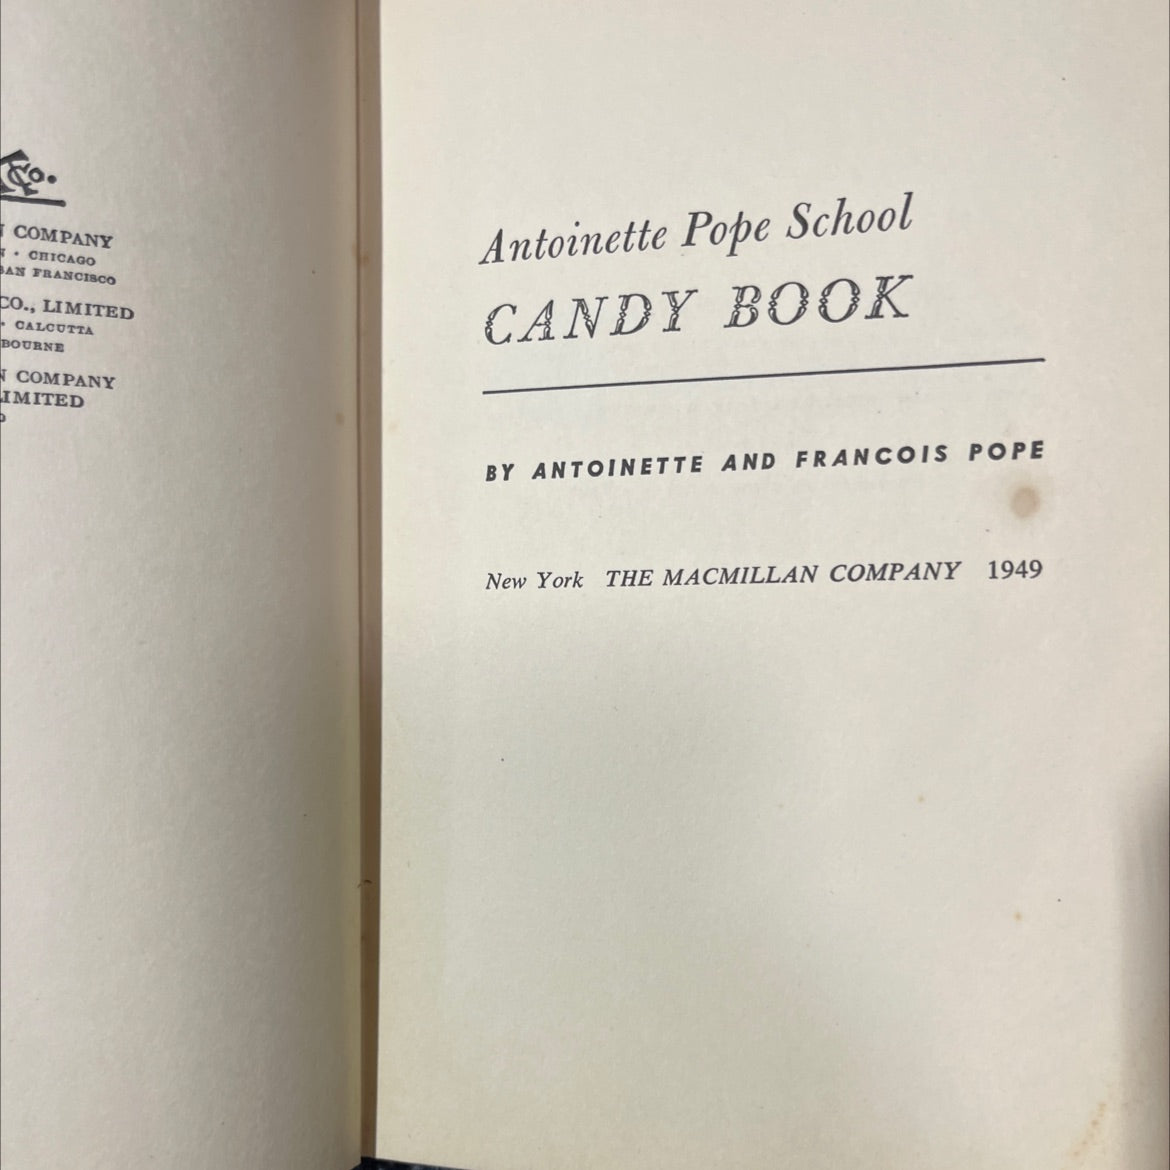 Co.
COMPANY
• CHICAGO
SAN FRANCISCO
CO., LIMITED
• CALCUTTA
COMPANY
LIMITED
Antoinette Pope School
CANDY BOOK
BY ANTOINETTE AND FRANCOIS POPE
New York THE MACMILLAN COMPANY 1949